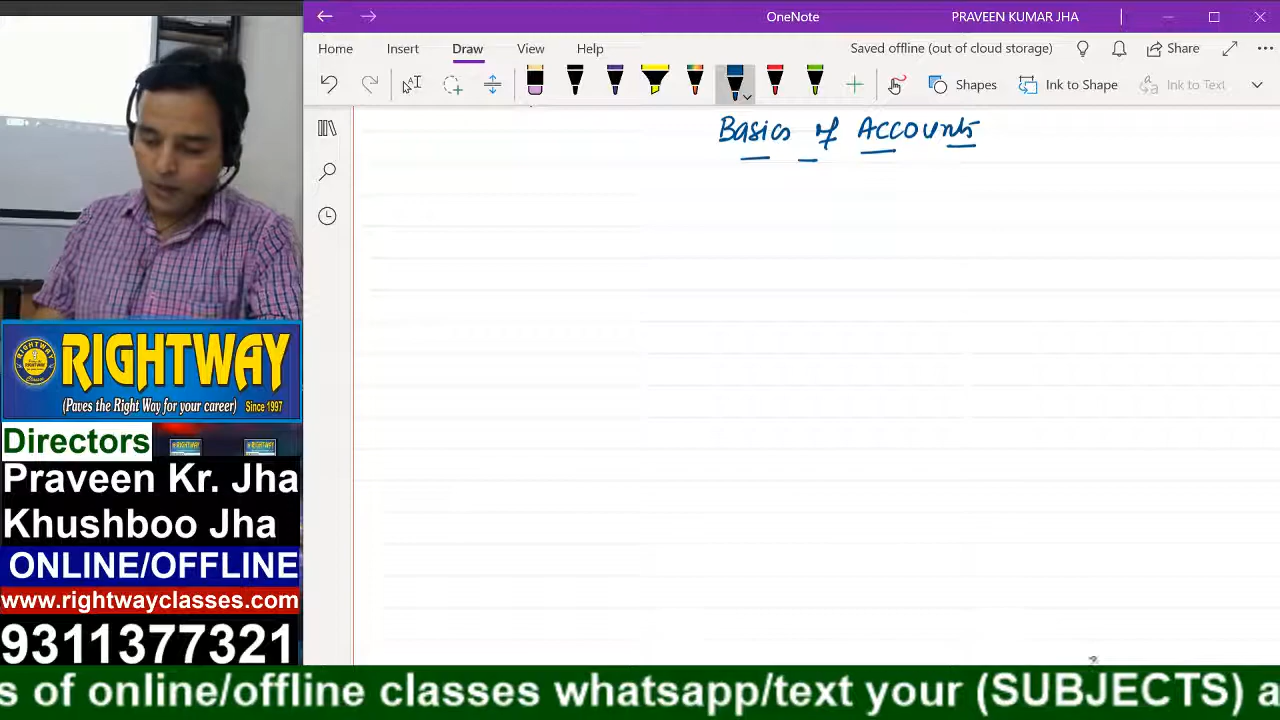 OneNote
PRAVEEN KUMAR JHA
Home Insert Draw View Help
Saved offline (out of cloud storage)
Share
Shapes
Ink to Shape
Ink to Text
Basics of Accounts
RIGHTWAY
(Paves the Right Way for your career) Since 1997
Directors
Praveen Kr. Jha
Khushboo Jha
ONLINE/OFFLINE
www.rightwayclasses.com
9311377321
s of online/offline classes whatsapp/text your (SUBJECTS) a